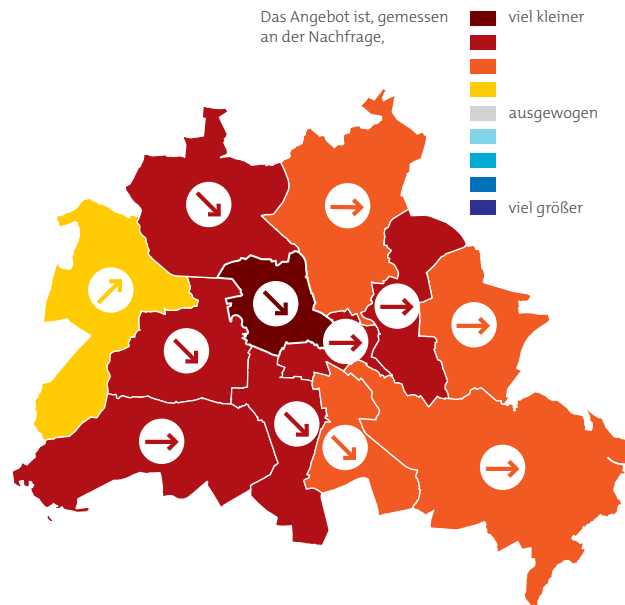 Das Angebot ist, gemessen
an der Nachfrage,
viel kleiner
ausgewogen
viel größer